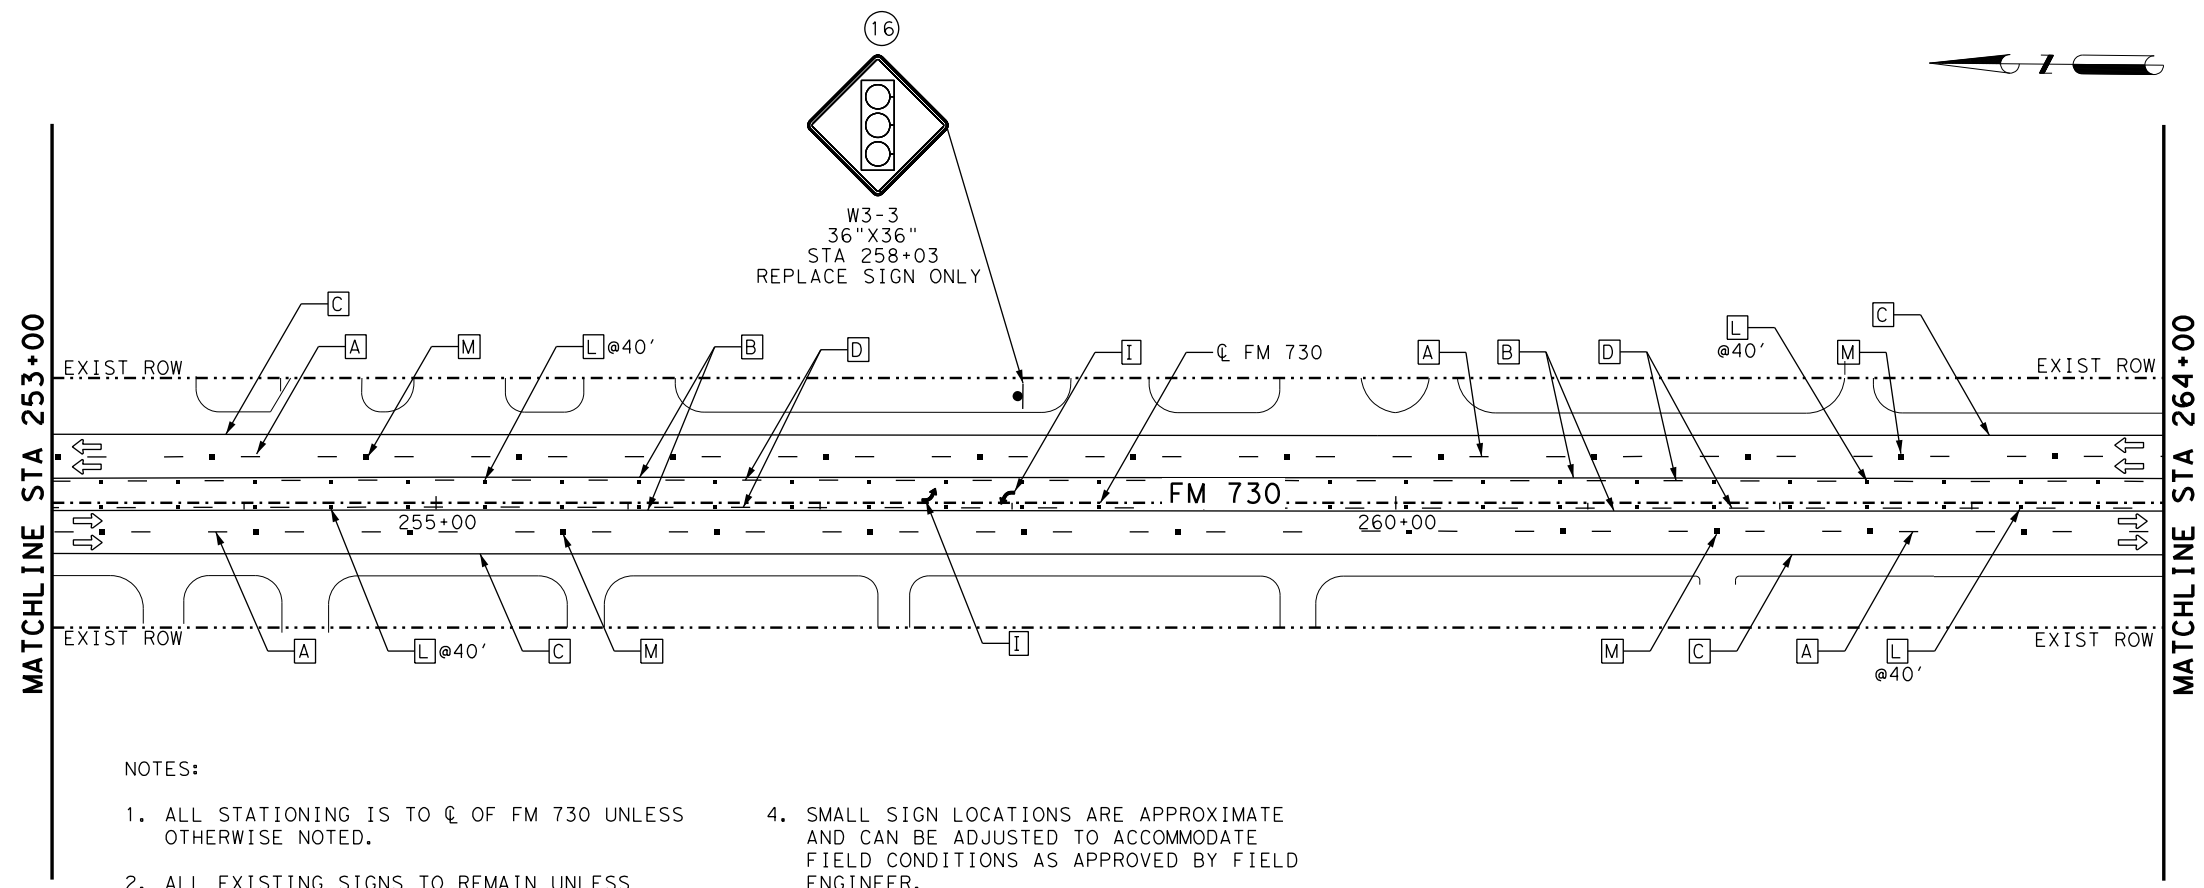 16
Z
W3-3
36"X36"
STA 258+03
REPLACE SIGN ONLY
MATCHLINE STA 253+00
MATCHLINE STA 264+00
C
A
M
L @40'
B
D
I
℄ FM 730
A
B
D
L
@40'
M
C
EXIST ROW
EXIST ROW
FM 730
255+00
260+00
EXIST ROW
EXIST ROW
A
L @40'
C
M
I
M
C
A
L
@40'
NOTES:
1. ALL STATIONING IS TO ℄ OF FM 730 UNLESS
OTHERWISE NOTED.
2. ALL EXISTING SIGNS TO REMAIN UNLESS
4. SMALL SIGN LOCATIONS ARE APPROXIMATE
AND CAN BE ADJUSTED TO ACCOMMODATE
FIELD CONDITIONS AS APPROVED BY FIELD
ENGINEER.